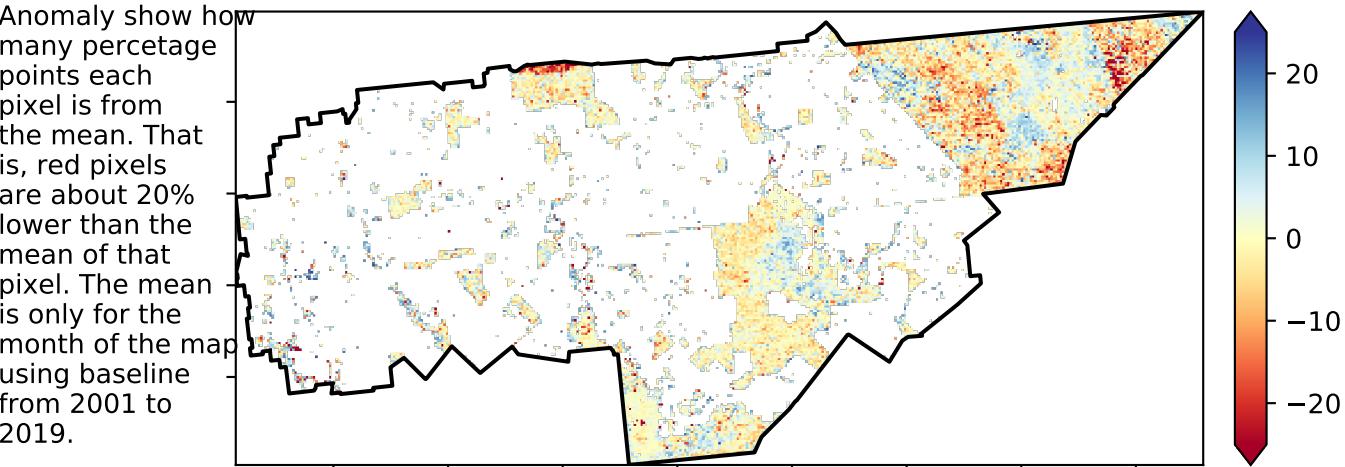 Anomaly show how
many percetage
points each
pixel is from
the mean. That
is, red pixels
are about 20%
lower than the
mean of that
pixel. The mean
is only for the
month of the map
using baseline
from 2001 to
2019.
20
10
0
−10
−20